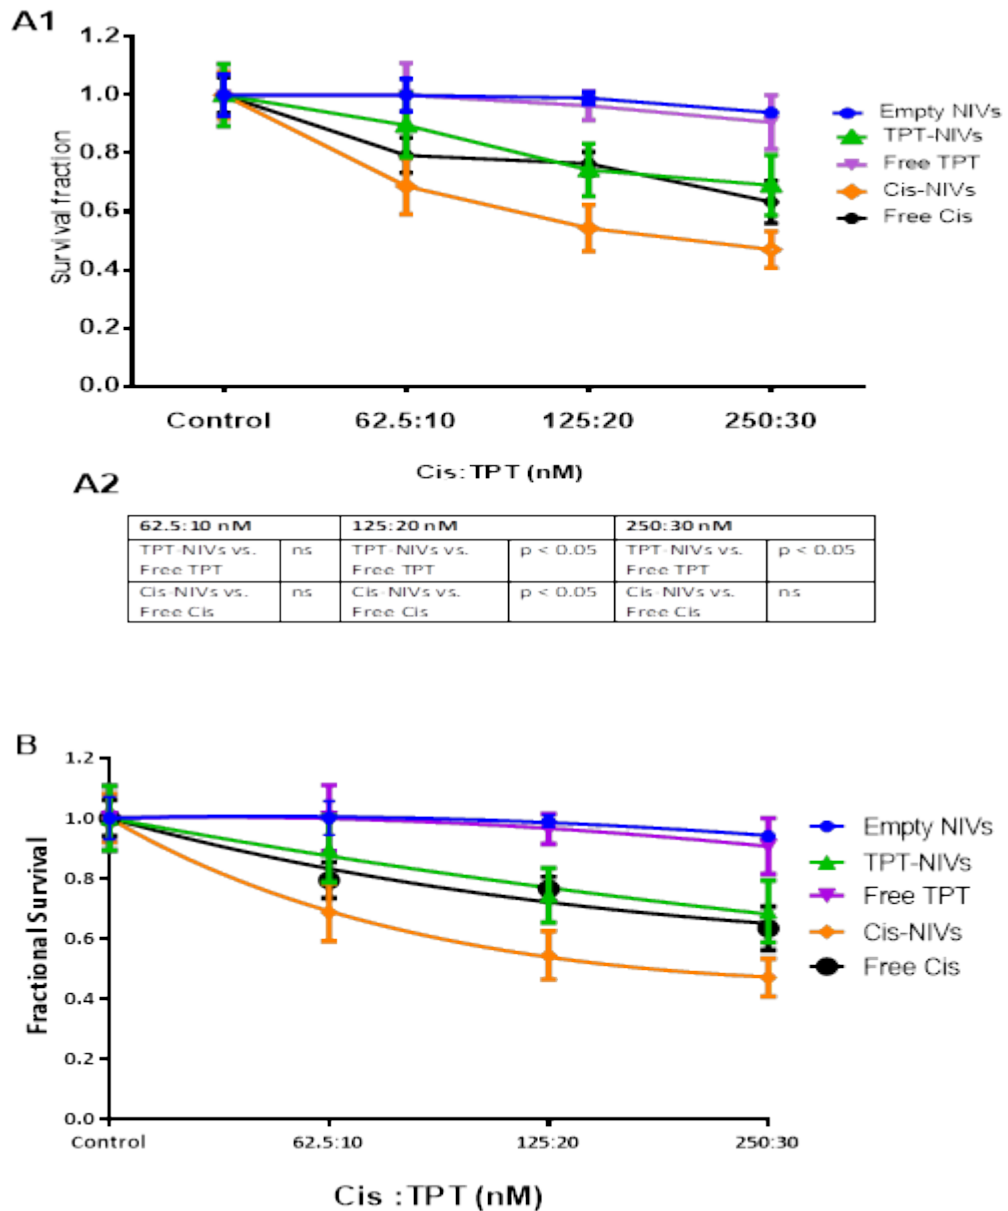 A1
1.2
1.0
0.8
0.6
0.4
0.2
0.0
Survival fraction
Empty NIVs
TPT-NIVs
Free TPT
Cis-NIVs
Free Cis
Control 62.5:10 125:20 250:30
Cis:TPT (nM)
A2
62.5:10 nM 125:20 nM 250:30 nM
TPT-NIVs vs. ns TPT-NIVs vs. p < 0.05 TPT-NIVs vs. p < 0.05
Free TPT Free TPT Free TPT
Cis-NIVs vs. ns Cis-NIVs vs. p < 0.05 Cis-NIVs vs. ns
Free Cis Free Cis Free Cis
B
1.2
1.0
0.8
0.6
0.4
0.2
0.0
Fractional Survival
Empty NIVs
TPT-NIVs
Free TPT
Cis-NIVs
Free Cis
Control 62.5:10 125:20 250:30
Cis :TPT (nM)